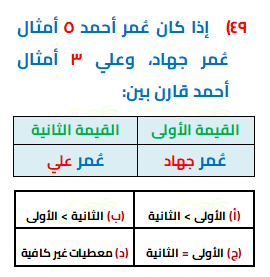 ٤٩) إذا كان عُمر أحمد ٥ أمثال
عُمر جهاد، وعلي ٣ أمثال
أحمد قارن بين:
القيمة الأولى القيمة الثانية
عُمر جهاد عُمر علي
(أ) الأولى > الثانية (ب) الثانية > الأولى
(ج) الأولى = الثانية (د) معطيات غير كافية